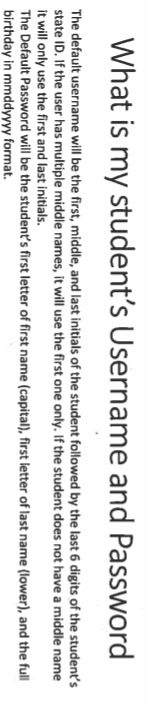 What is my student's Username and Password
The default username will be the first, middle, and last initials of the student followed by the last 6 digits of the student's
state ID. If the user has multiple middle names, it will use the first one only. If the student does not have a middle name
it will only use the first and last initials.
The Default Password will be the student's first letter of first name (capital), first letter of last name (lower), and the full
birthday in mmddyyyy format.